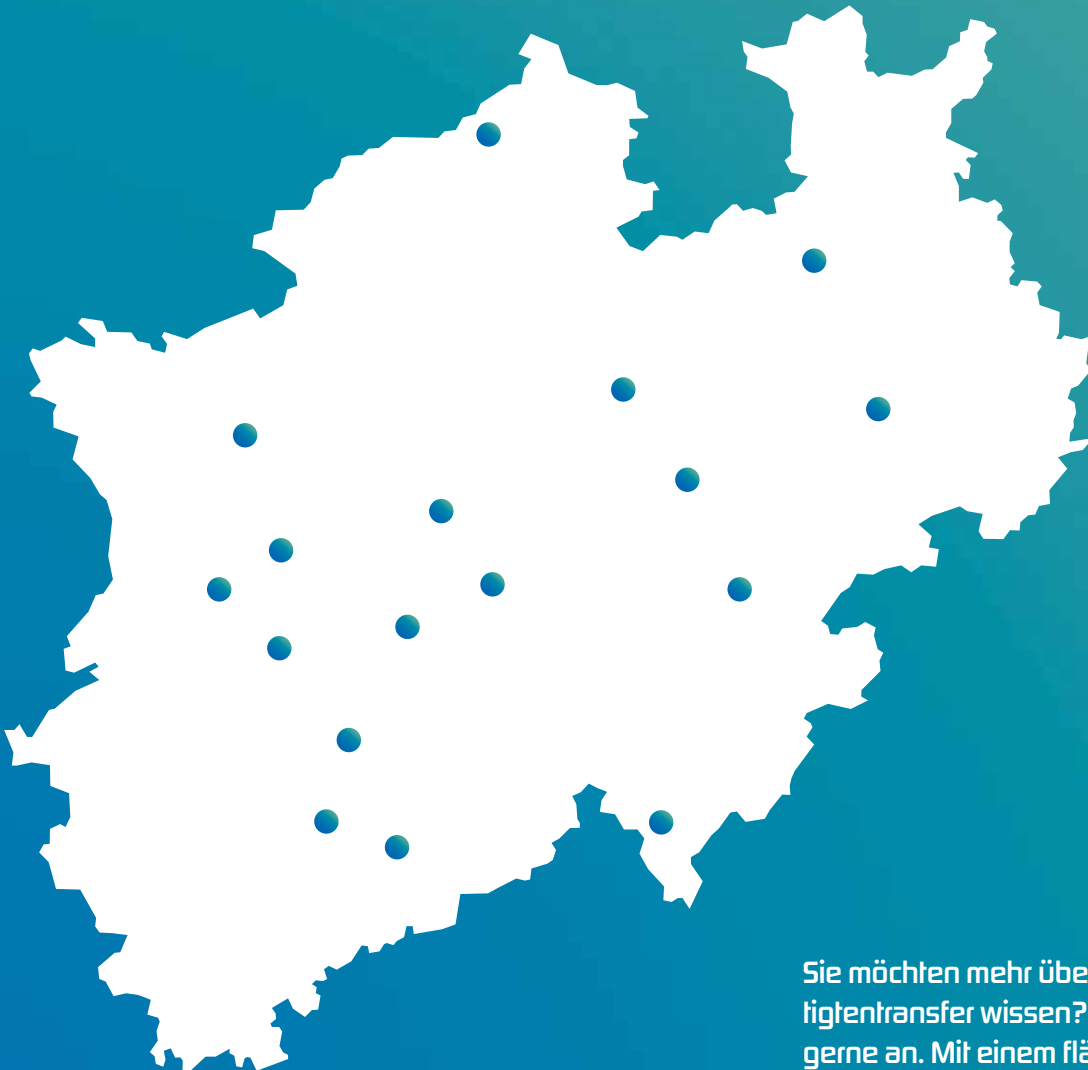 Sie möchten mehr übe
tigtentransfer wissen?
gerne an. Mit einem flä